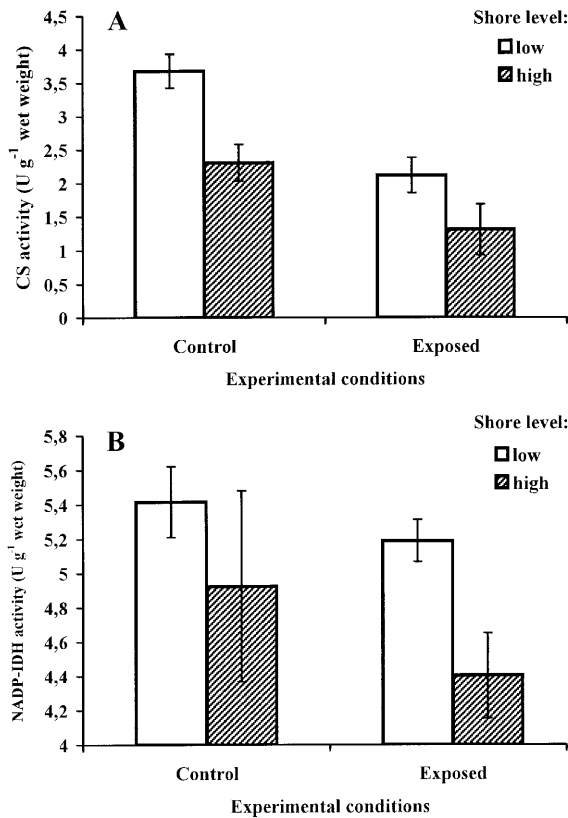 A
Shore level:
low
high
CS activity (U g-1 wet weight)
4,5
4
3,5
3
2,5
2
1,5
1
0,5
0
Control
Exposed
Experimental conditions
B
Shore level:
low
high
NADP-IDH activity (U g-1 wet weight)
5,8
5,6
5,4
5,2
5
4,8
4,6
4,4
4,2
4
Control
Exposed
Experimental conditions